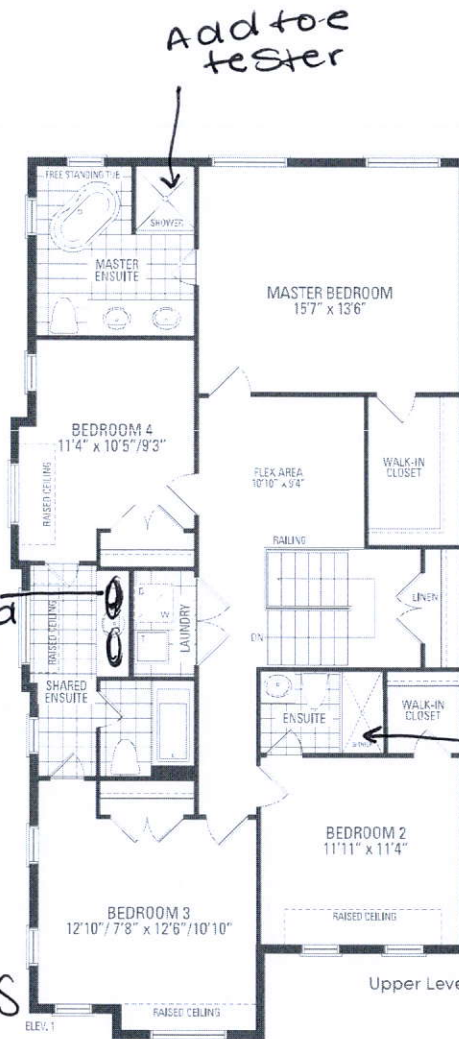 Add toe
tester
FREE STANDING TUB
SHOWER
MASTER
ENSUITE
MASTER BEDROOM
15'7" x 13'6"
BEDROOM 4
11'4" x 10'5"/9'3"
RAISED CEILING
FLEX AREA
10'10" x 9'4"
WALK-IN
CLOSET
RAILING
D
W
LAUNDRY
LINEN
DN
RAISED CEILING
SHARED
ENSUITE
ENSUITE
WALK-IN
CLOSET
BEDROOM 2
11'11" x 11'4"
RAISED CEILING
BEDROOM 3
12'10"/7'8" x 12'6"/10'10"
RAISED CEILING
ELEV. 1
Upper Leve